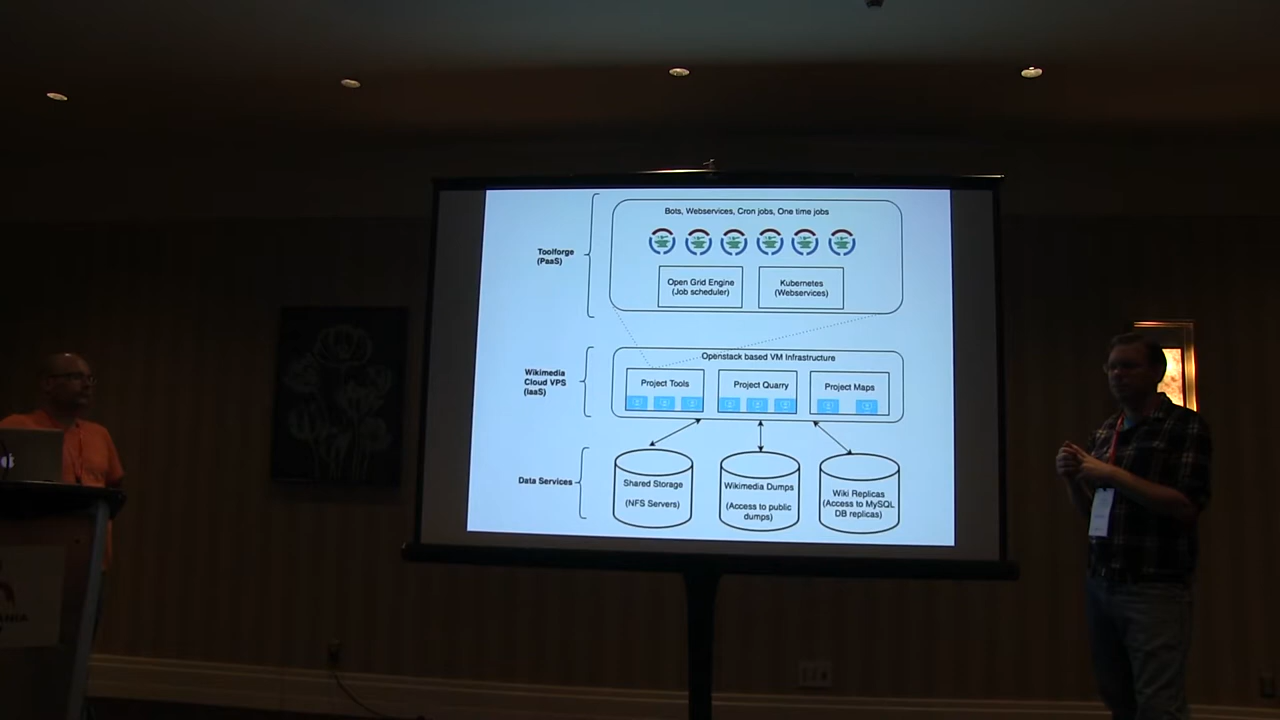 Bots, Webservices, Cron jobs, One time jobs
Toolforge
(PaaS)
Open Grid Engine
(Job scheduler)
Kubernetes
(Webservices)
Openstack based VM Infrastructure
Wikimedia
Cloud VPS
(IaaS)
Project Tools
Project Quarry
Project Maps
Data Services
Shared Storage
(NFS Servers)
Wikimedia Dumps
(Access to public
dumps)
Wiki Replicas
(Access to MySQL
DB replicas)